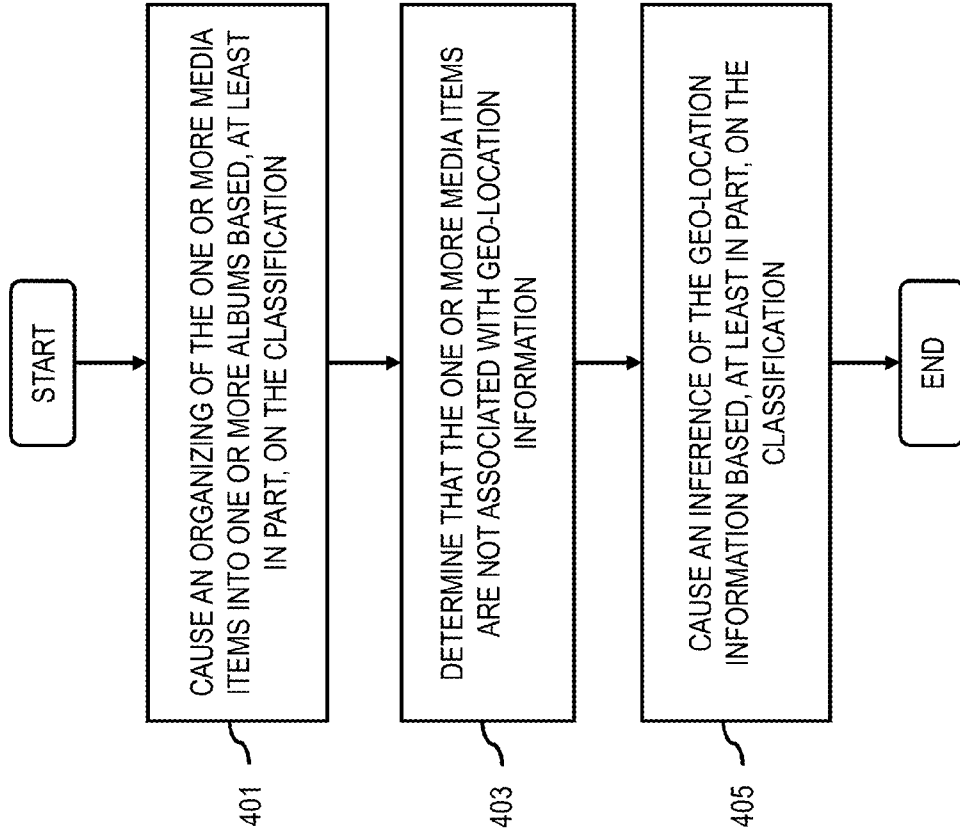 START
401
CAUSE AN ORGANIZING OF THE ONE OR MORE MEDIA
ITEMS INTO ONE OR MORE ALBUMS BASED, AT LEAST
IN PART, ON THE CLASSIFICATION
403
DETERMINE THAT THE ONE OR MORE MEDIA ITEMS
ARE NOT ASSOCIATED WITH GEO-LOCATION
INFORMATION
405
CAUSE AN INFERENCE OF THE GEO-LOCATION
INFORMATION BASED, AT LEAST IN PART, ON THE
CLASSIFICATION
END